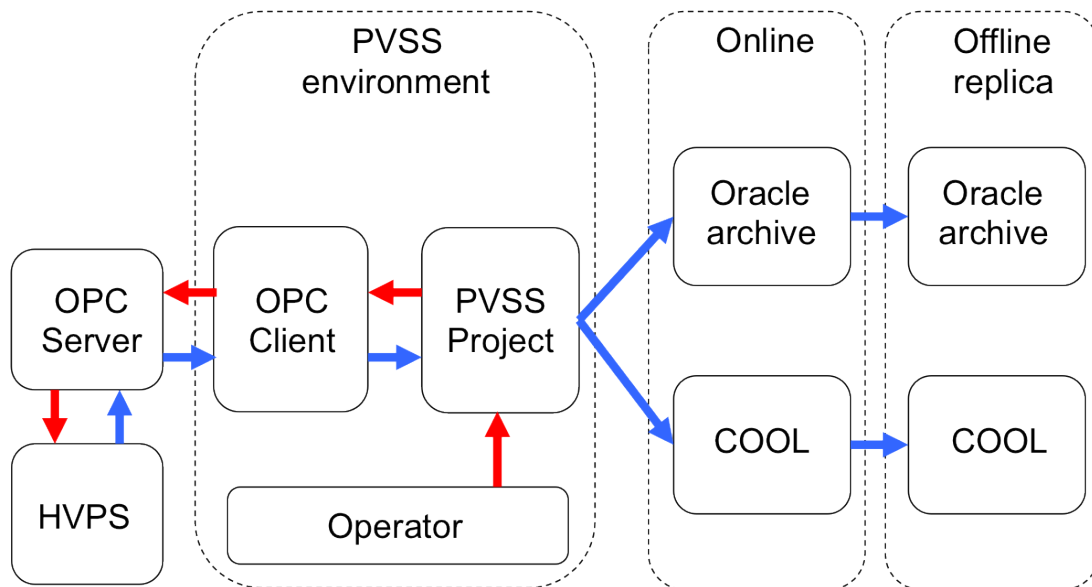 PVSS
environment
Online
Offline
replica
OPC
Server
OPC
Client
PVSS
Project
Oracle
archive
Oracle
archive
HVPS
Operator
COOL
COOL